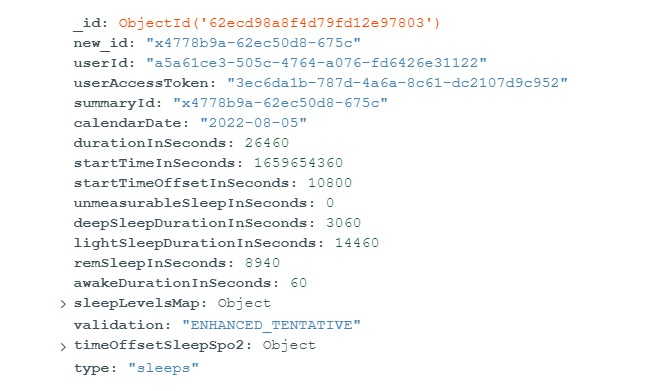 _id: ObjectId('62ecd98a8f4d79fd12e97803')
new_id: "x4778b9a-62ec50d8-675c"
userId: "a5a61ce3-505c-4764-a076-fd6426e31122"
userAccessToken: "3ec6da1b-787d-4a6a-8c61-dc2107d9c952"
summaryId: "x4778b9a-62ec50d8-675c"
calendarDate: "2022-08-05"
durationInSeconds: 26460
startTimeInSeconds: 1659654360
startTimeOffsetInSeconds: 10800
unmeasurableSleepInSeconds: 0
deepSleepDurationInSeconds: 3060
lightSleepDurationInSeconds: 14460
remSleepInSeconds: 8940
awakeDurationInSeconds: 60
> sleepLevelsMap: Object
validation: "ENHANCED_TENTATIVE"
> timeOffsetSleepSpo2: Object
type: "sleeps"